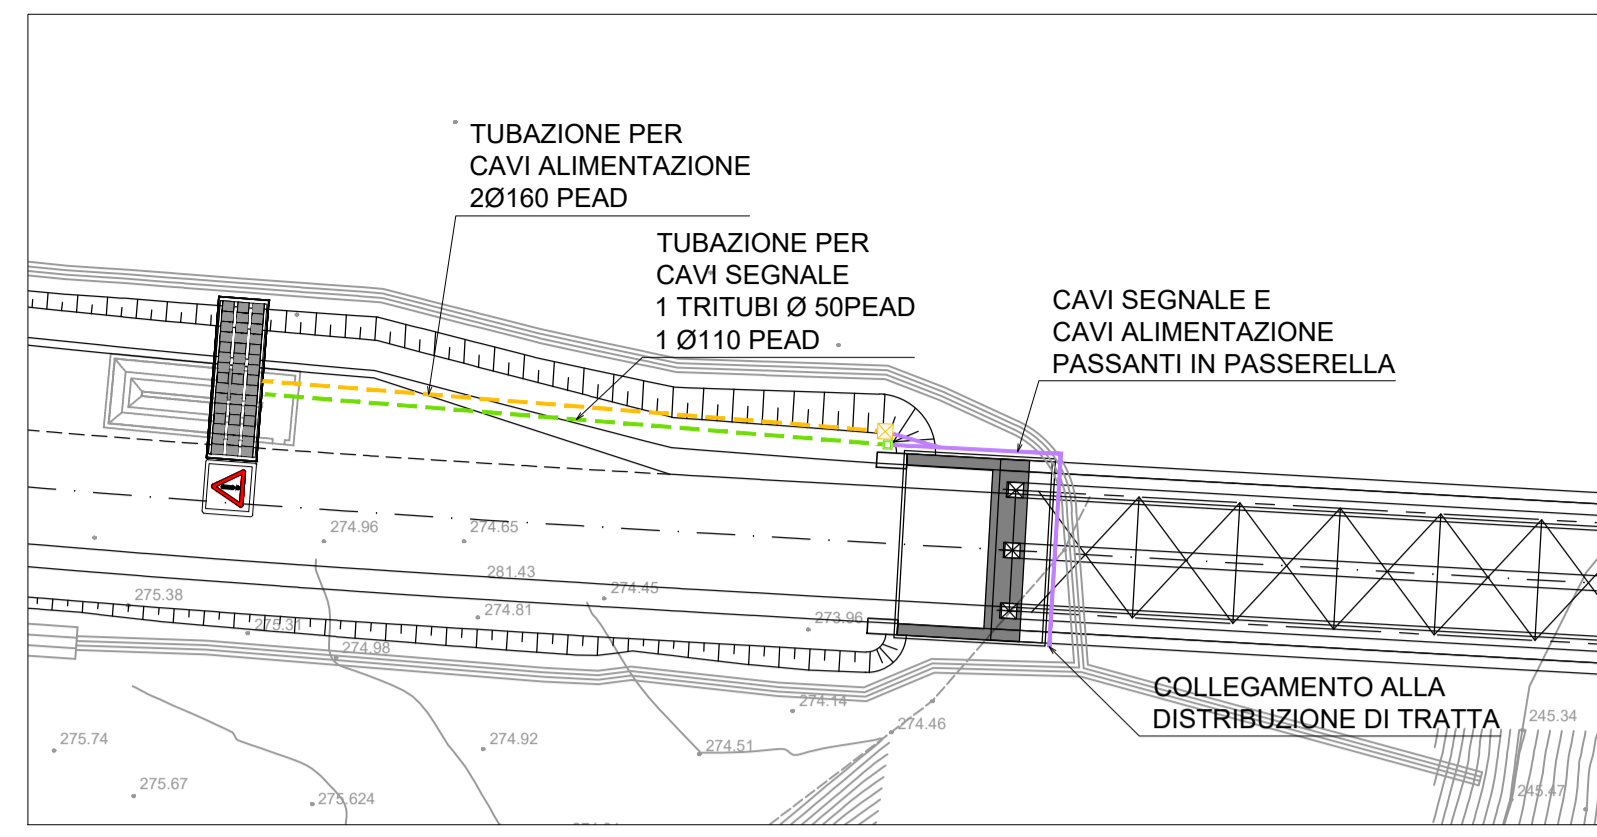 TUBAZIONE PER
CAVI ALIMENTAZIONE
2Ø160 PEAD
TUBAZIONE PER
CAVI SEGNALE
1 TRITUBI Ø 50PEAD
1 Ø110 PEAD
CAVI SEGNALE E
CAVI ALIMENTAZIONE
PASSANTI IN PASSERELLA
274.96
274.65
281.43
275.38
274.45
274.81
273.96
275.31
274.98
COLLEGAMENTO ALLA
DISTRIBUZIONE DI TRATTA
274.14
274.46
245.34
275.74
274.92
274.51
275.67
275.624
245.47